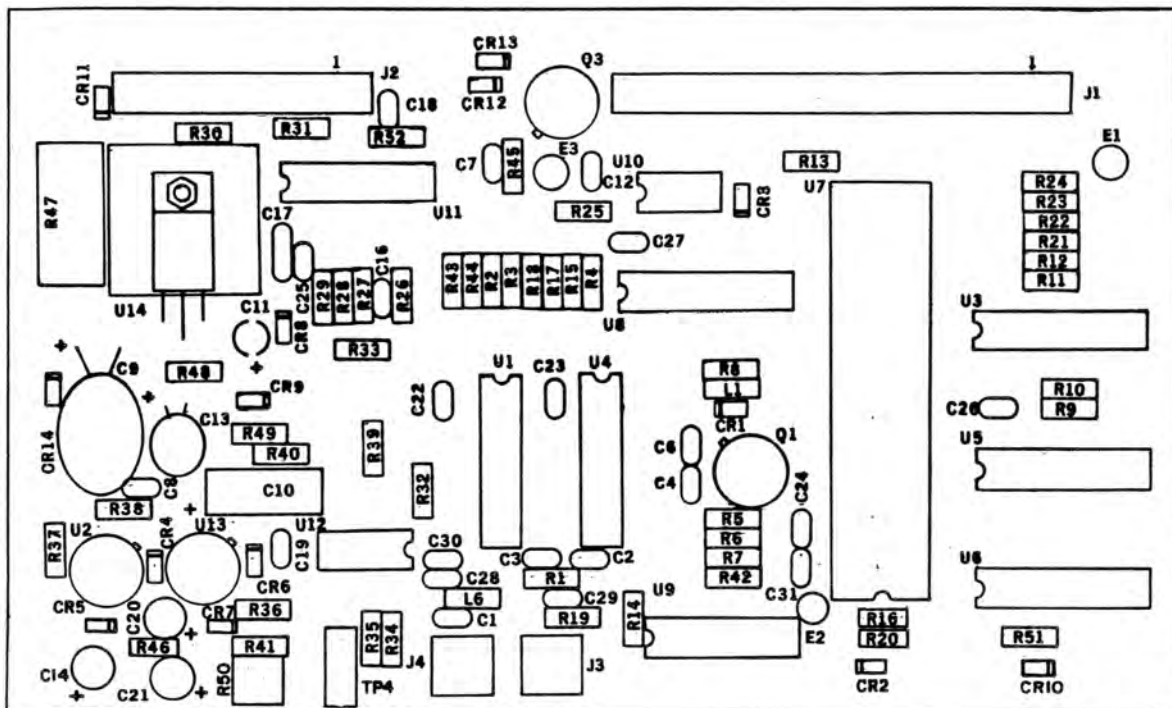 CR13
CR11
1
J2
Q3
1
J1
CR12
C18
R30
R31
R52
E1
C7
R45
E3
U10
C12
R13
U7
R47
U11
R25
CR3
R24
R23
R22
R21
R12
R11
C17
C25
C16
R29
R28
R27
R26
R43
R44
R2
R3
R18
R17
R15
R4
C27
U14
C11
CR8
U8
U3
+
R33
+
C9
R48
CR9
U1
C23
U4
R8
L1
CR1
R10
R9
C26
+
C13
C22
Q1
CR14
R49
R40
R39
C6
U5
C8
C10
R32
C4
C24
R38
+
U2
CR4
U13
U12
R5
R6
R7
R42
R37
C19
C30
C3
C2
U6
CR6
C28
R1
U9
C31
CR5
C20
CR7
R36
L6
C29
R14
E2
C1
R19
R16
R20
R51
+
R46
R41
R35
R34
J4
J3
C14
+
C21
+
R50
TP4
CR2
CR10